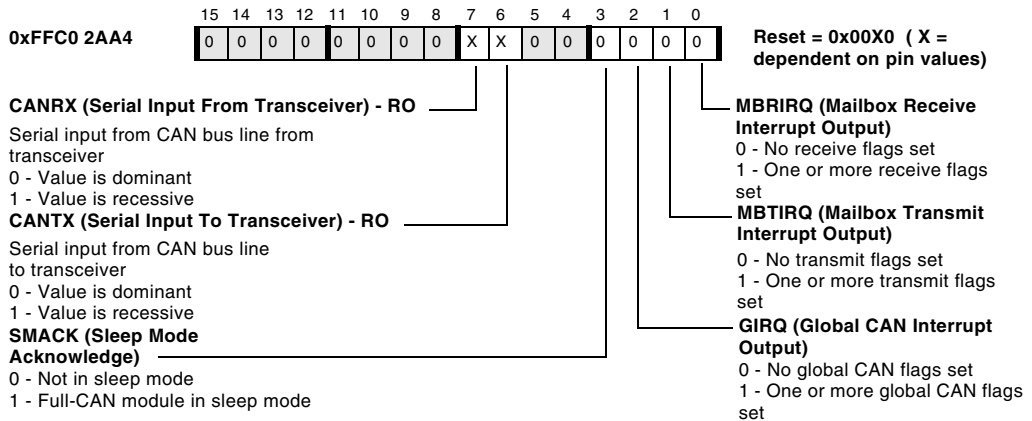 15 14 13 12 11 10 9 8 7 6 5 4 3 2 1 0
0xFFC0 2AA4
0 0 0 0 0 0 0 0 X X 0 0 0 0 0 0
Reset = 0x00X0 ( X =
dependent on pin values)
CANRX (Serial Input From Transceiver) - RO
Serial input from CAN bus line from
transceiver
0 - Value is dominant
1 - Value is recessive
CANTX (Serial Input To Transceiver) - RO
Serial input from CAN bus line
to transceiver
0 - Value is dominant
1 - Value is recessive
SMACK (Sleep Mode
Acknowledge)
0 - Not in sleep mode
1 - Full-CAN module in sleep mode
MBRIRQ (Mailbox Receive
Interrupt Output)
0 - No receive flags set
1 - One or more receive flags
set
MBTIRQ (Mailbox Transmit
Interrupt Output)
0 - No transmit flags set
1 - One or more transmit flags
set
GIRQ (Global CAN Interrupt
Output)
0 - No global CAN flags set
1 - One or more global CAN flags
set